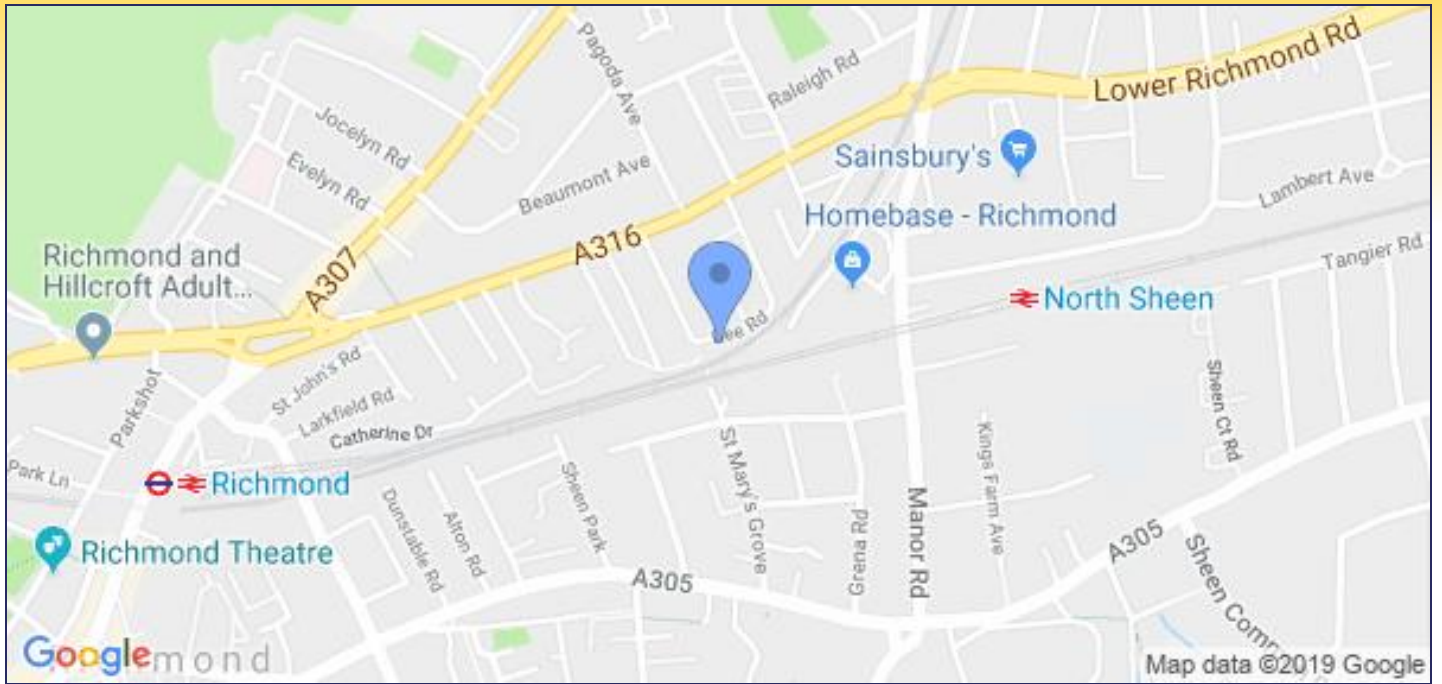 Pagoda Ave
Raleigh Rd
Lower Richmond Rd
Jocelyn Rd
Evelyn Rd
Beaumont Ave
Sainsbury's
Lambert Ave
Homebase - Richmond
Richmond and
Hillcroft Adult...
A307
A316
Tangier Rd
North Sheen
Rd
St John's Rd
Larkfield Rd
Catherine Dr
Parkshot
Park Ln
Richmond
Richmond Theatre
Dunstable Rd
Alton Rd
Sheen Park
St Mary's Grove
Grena Rd
Manor Rd
Kings Farm Ave
Sheen Ct Rd
A305
A305
Sheen
Google
mond
Map data ©2019 Google